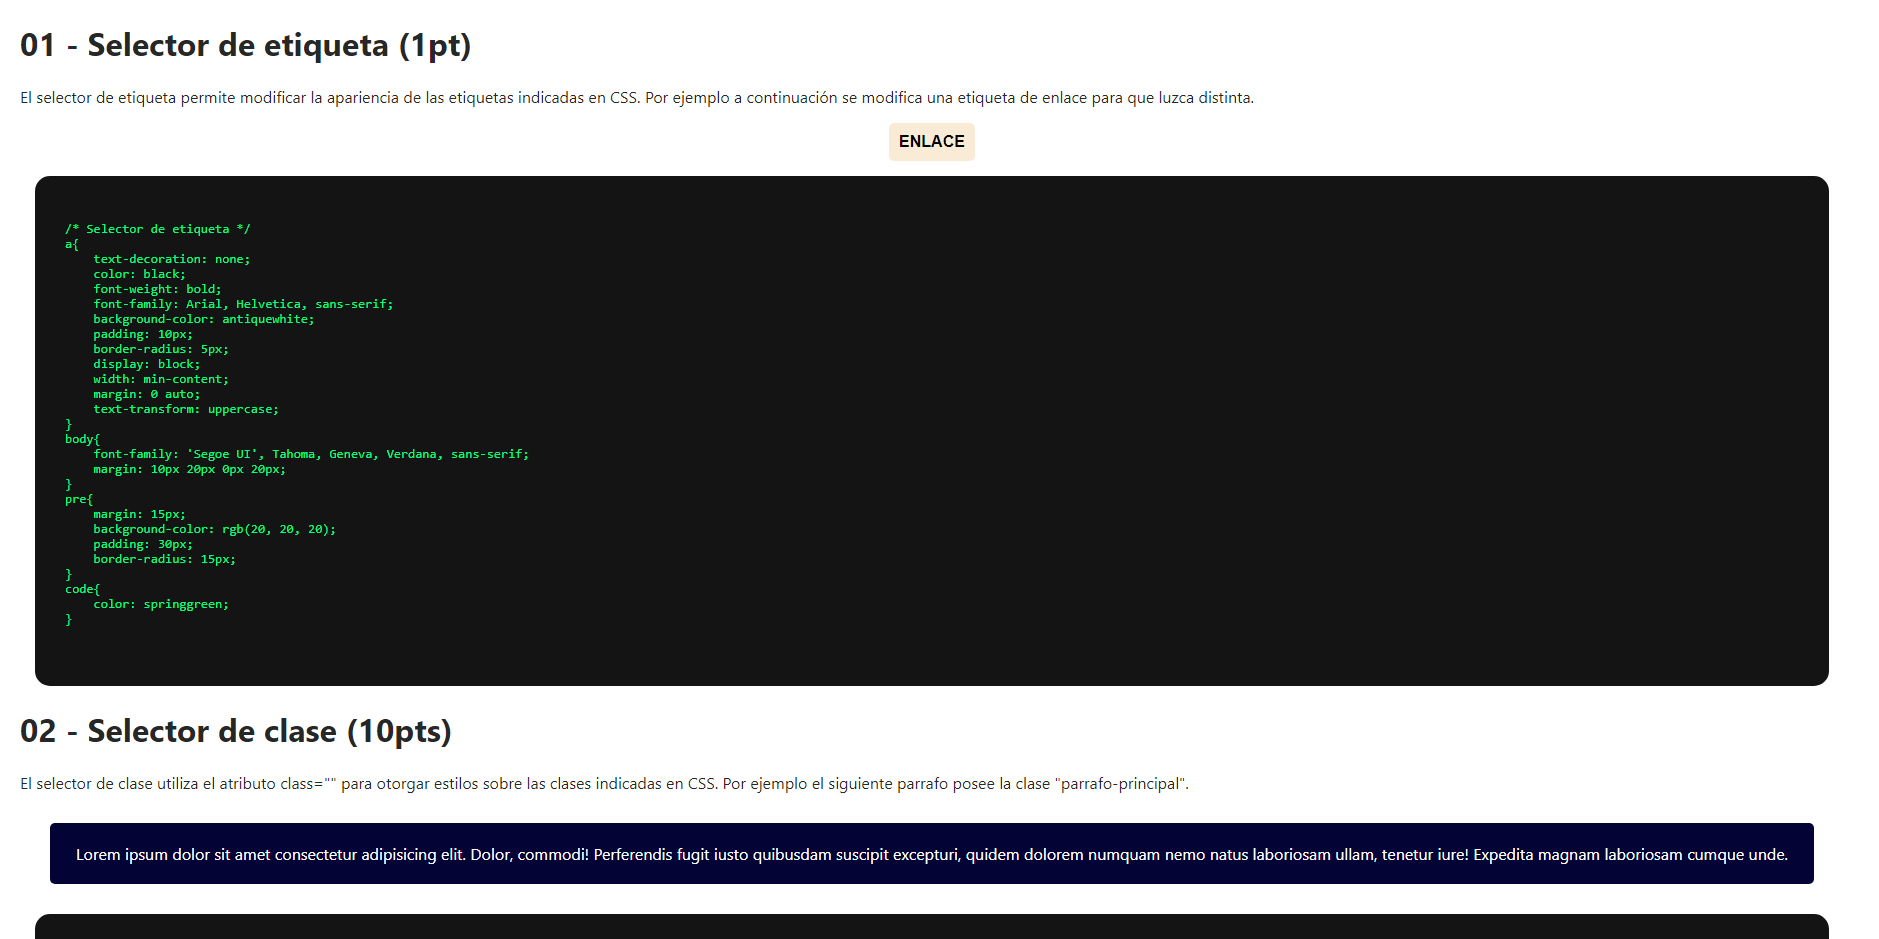 01 - Selector de etiqueta (1pt)
El selector de etiqueta permite modificar la apariencia de las etiquetas indicadas en CSS. Por ejemplo a continuación se modifica una etiqueta de enlace para que luzca distinta.
ENLACE
/* Selector de etiqueta */
a{
    text-decoration: none;
    color: black;
    font-weight: bold;
    font-family: Arial, Helvetica, sans-serif;
    background-color: antiquewhite;
    padding: 10px;
    border-radius: 5px;
    display: block;
    width: min-content;
    margin: 0 auto;
    text-transform: uppercase;
}
body{
    font-family: 'Segoe UI', Tahoma, Geneva, Verdana, sans-serif;
    margin: 10px 20px 0px 20px;
}
pre{
    margin: 15px;
    background-color: rgb(20, 20, 20);
    padding: 30px;
    border-radius: 15px;
}
code{
    color: springgreen;
}
02 - Selector de clase (10pts)
El selector de clase utiliza el atributo class="" para otorgar estilos sobre las clases indicadas en CSS. Por ejemplo el siguiente parrafo posee la clase "parrafo-principal".
Lorem ipsum dolor sit amet consectetur adipisicing elit. Dolor, commodi! Perferendis fugit iusto quibusdam suscipit excepturi, quidem dolorem numquam nemo natus laboriosam ullam, tenetur iure! Expedita magnam laboriosam cumque unde.